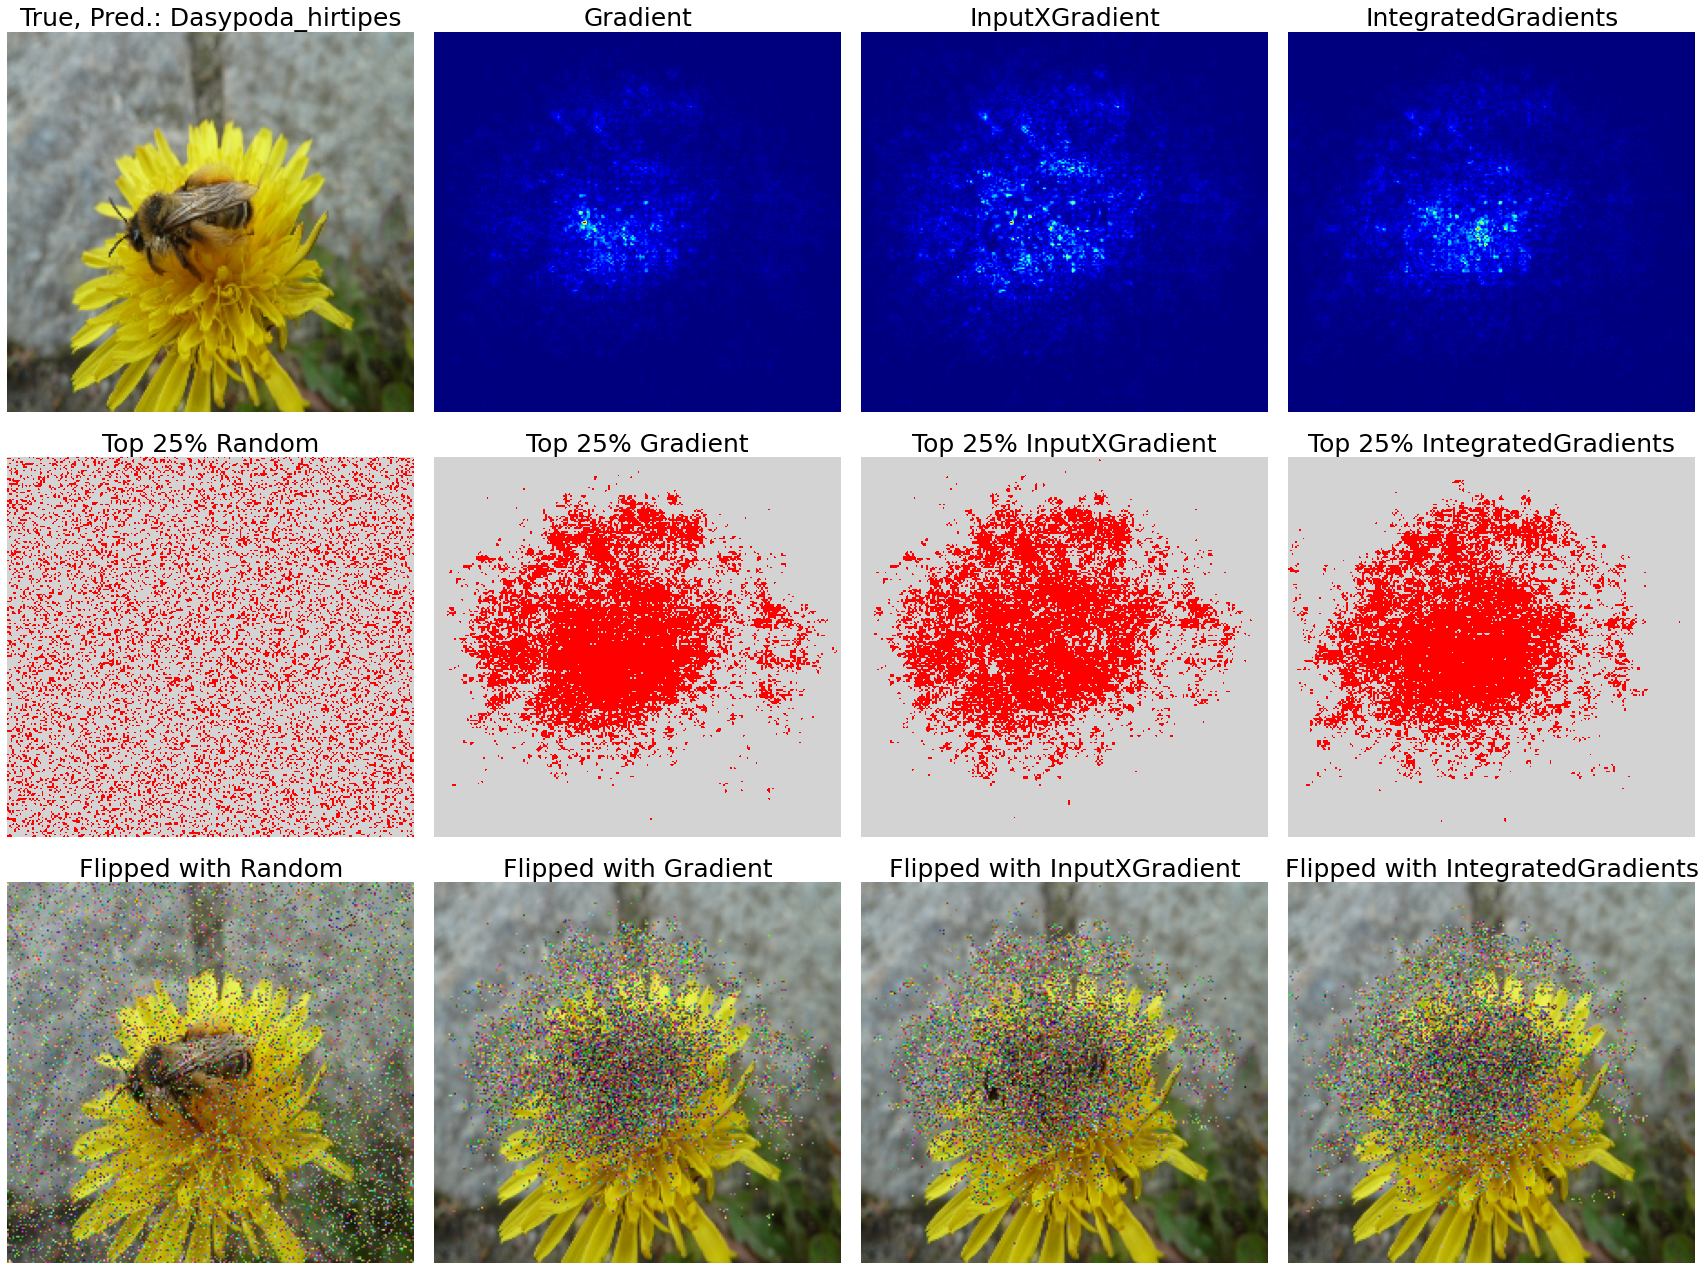 True, Pred.: Dasypoda_hirtipes
Gradient
InputXGradient
IntegratedGradients
Top 25% Random
Top 25% Gradient
Top 25% InputXGradient
Top 25% IntegratedGradients
Flipped with Random
Flipped with Gradient
Flipped with InputXGradient
Flipped with IntegratedGradients